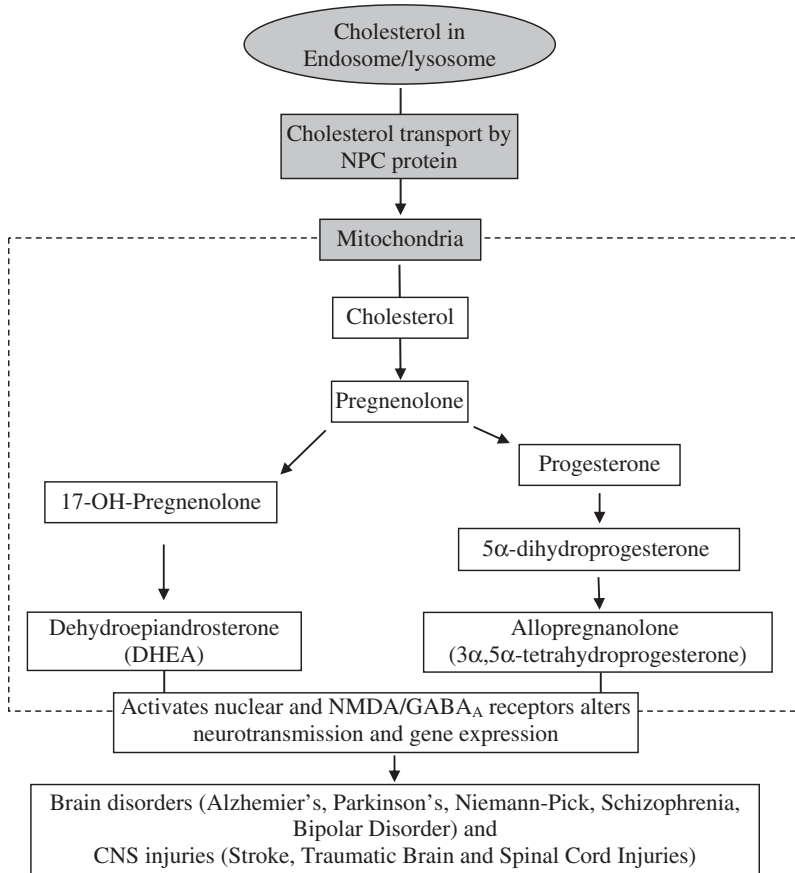 Cholesterol in
Endosome/lysosome
Cholesterol transport by
NPC protein
Mitochondria
Cholesterol
Pregnenolone
Progesterone
17-OH-Pregnenolone
5α-dihydroprogesterone
Dehydroepiandrosterone
(DHEA)
Allopregnanolone
(3α,5α-tetrahydroprogesterone)
Activates nuclear and NMDA/GABA_A receptors alters
neurotransmission and gene expression
Brain disorders (Alzhemier's, Parkinson's, Niemann-Pick, Schizophrenia,
Bipolar Disorder) and
CNS injuries (Stroke, Traumatic Brain and Spinal Cord Injuries)